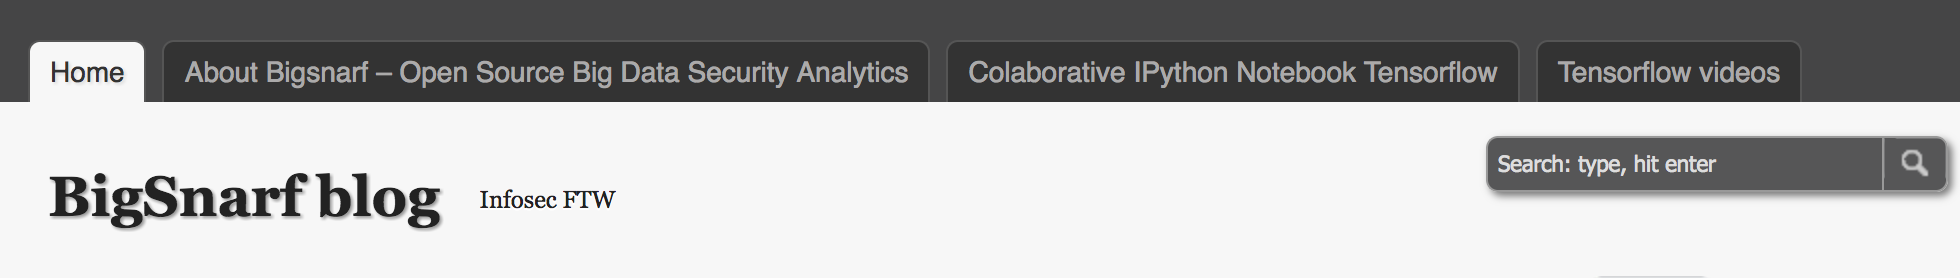 Home
About Bigsnarf – Open Source Big Data Security Analytics
Colaborative IPython Notebook Tensorflow
Tensorflow videos
Search: type, hit enter
BigSnarf blog
Infosec FTW